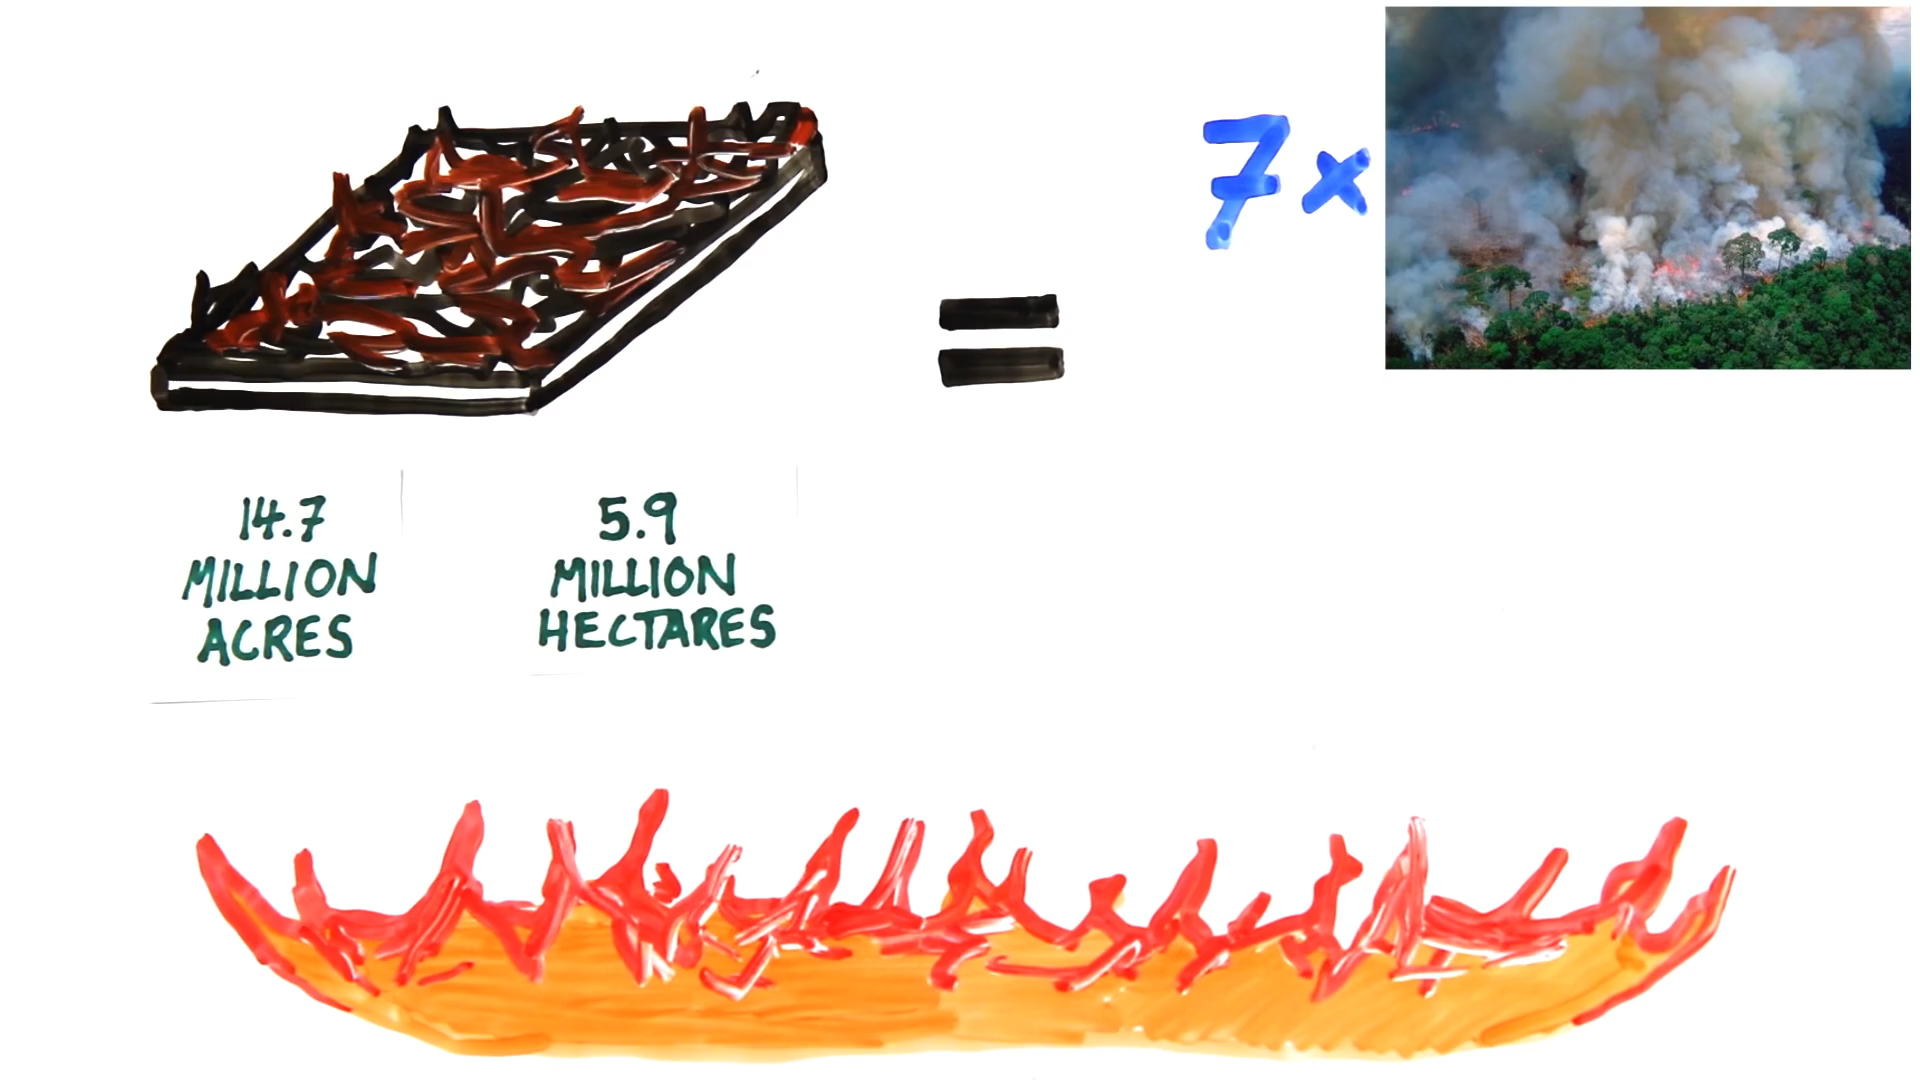 7x
14.7
MILLION
ACRES
5.9
MILLION
HECTARES